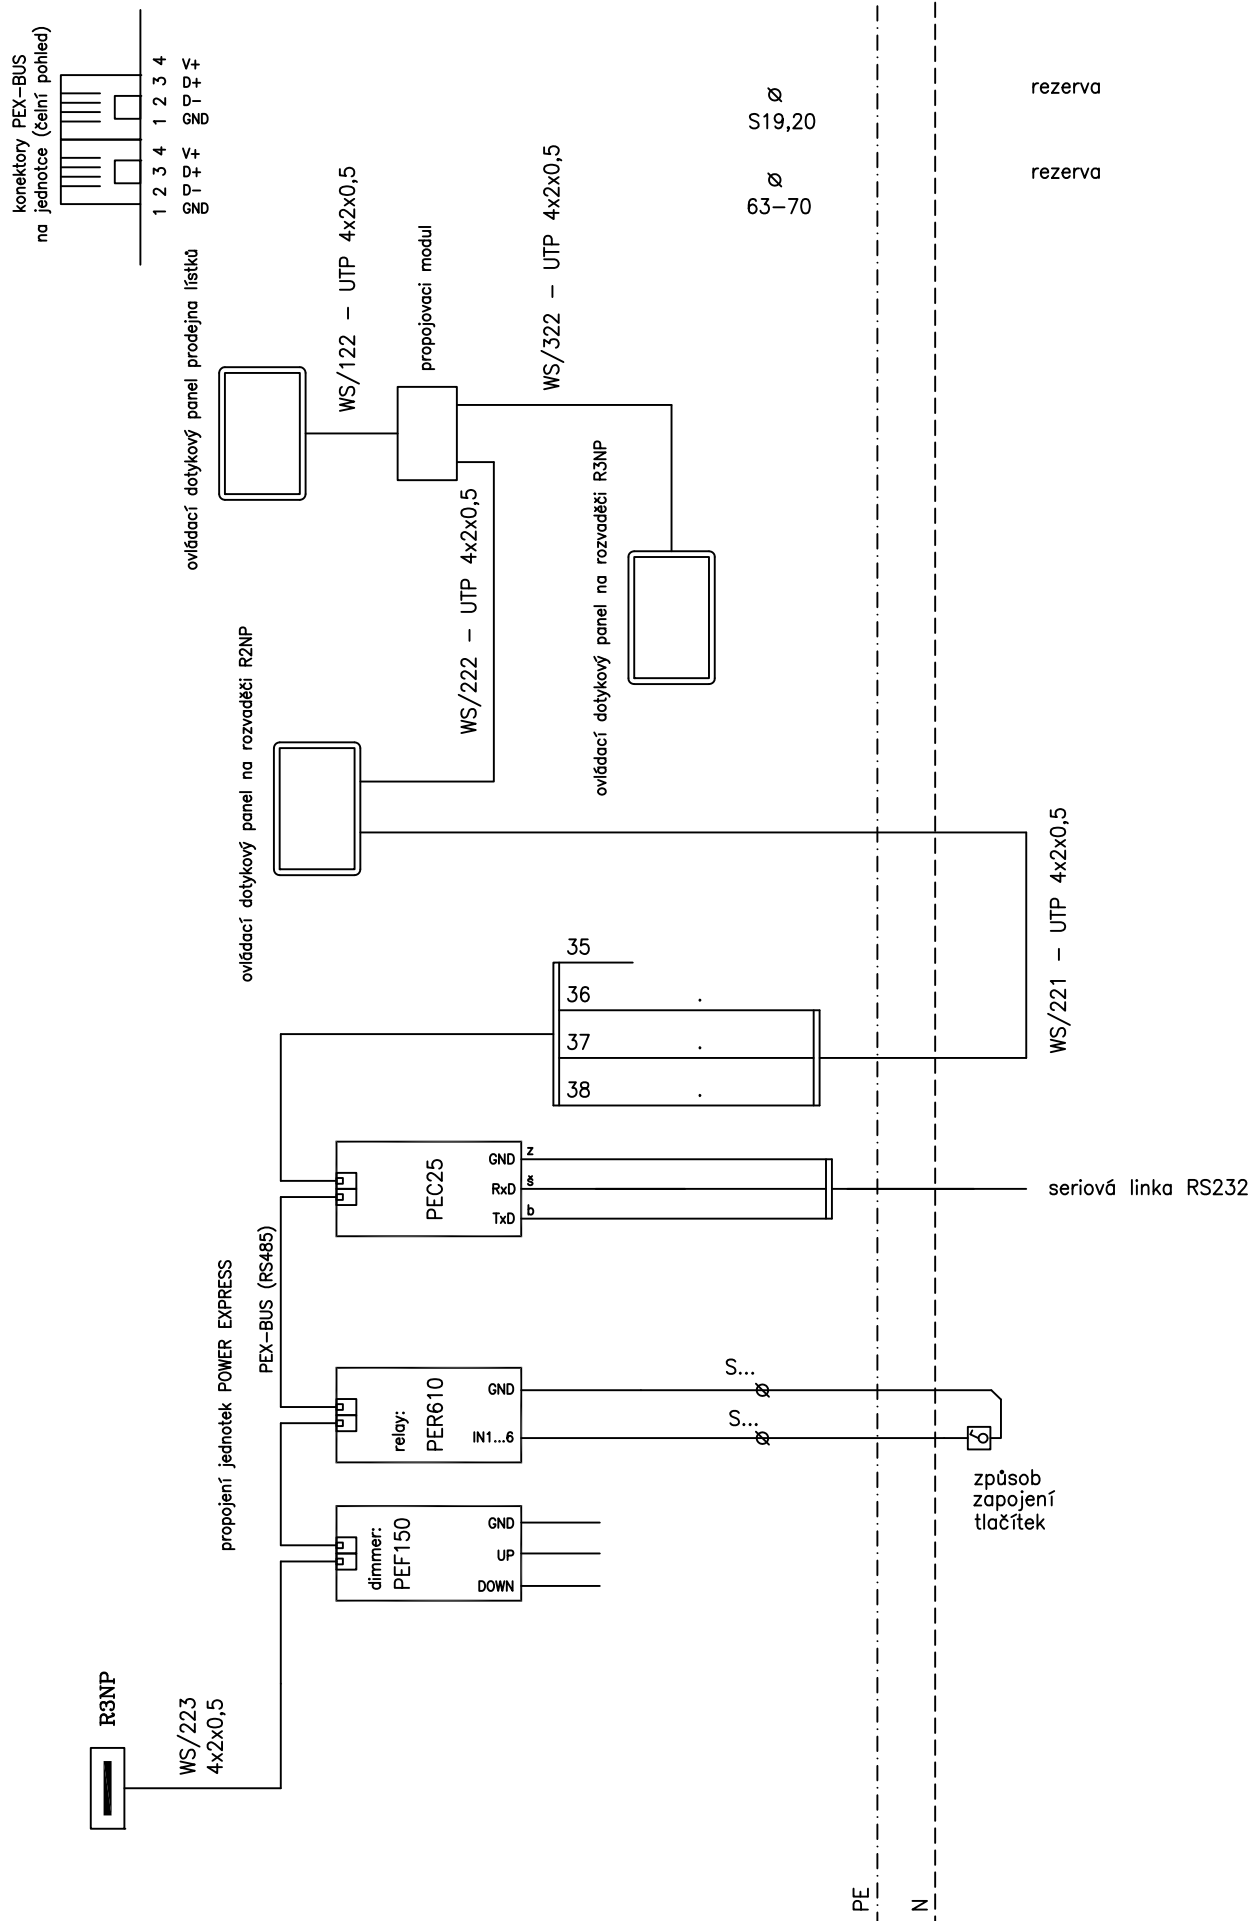 konektory PEX-BUS
na jednotce (čelní pohled)
1 2 3 4
GND
D-
D+
V+
1 2 3 4
GND
D-
D+
V+
S19,20
rezerva
63-70
rezerva
ovládací dotykový panel prodejna lístků
WS/122 - UTP 4x2x0,5
propojovaci modul
WS/322 - UTP 4x2x0,5
WS/222 - UTP 4x2x0,5
ovládací dotykový panel na rozvaděči R3NP
ovládací dotykový panel na rozvaděči R2NP
WS/221 - UTP 4x2x0,5
35
36
37
38
PEC25
GND
z
RxD
š
TxD
b
seriová linka RS232
propojení jednotek POWER EXPRESS
PEX-BUS (RS485)
relay:
PER610
GND
IN1...6
S...
S...
způsob
zapojení
tlačítek
dimmer:
PEF150
GND
UP
DOWN
R3NP
WS/223
4x2x0,5
PE
N